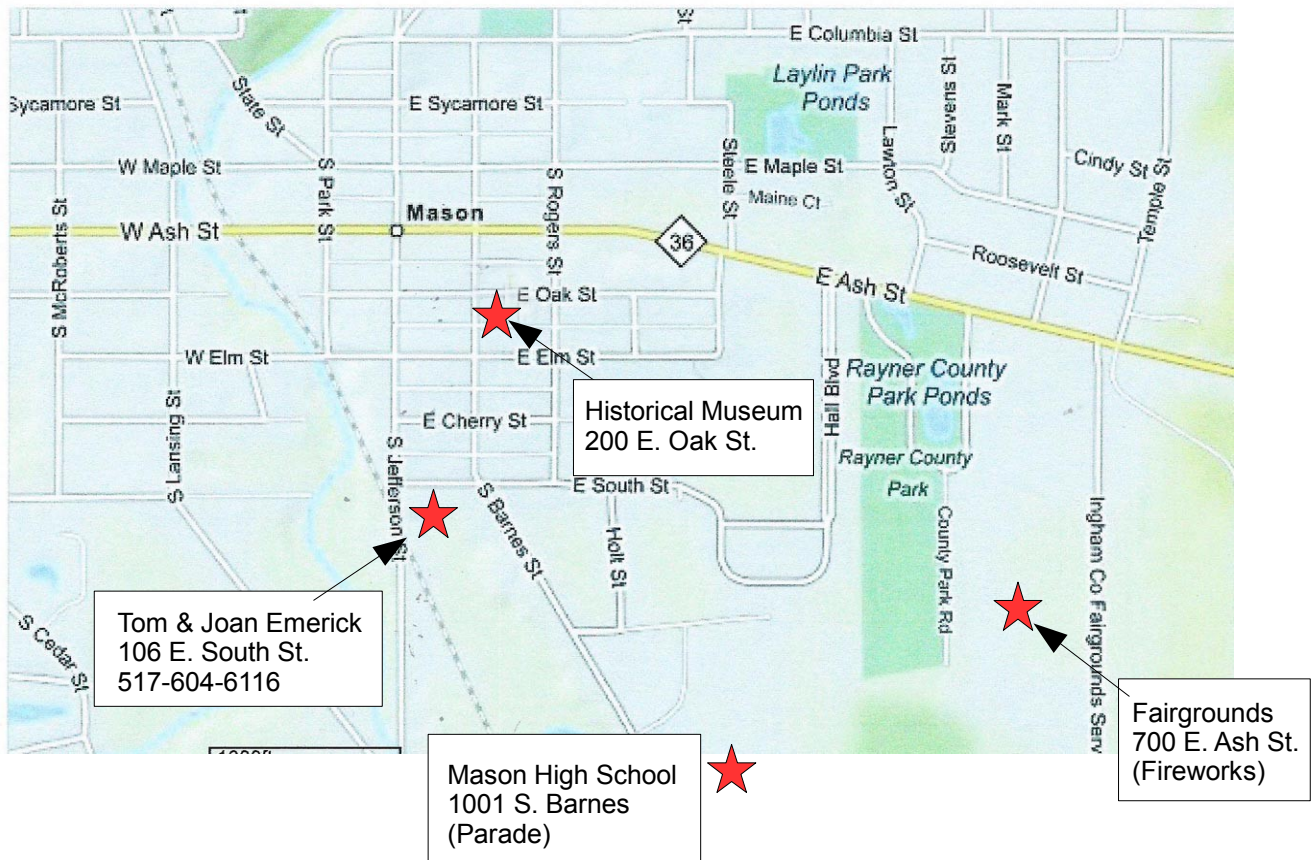 E Columbia St
St
Laylin Park
Ponds
Stevens St
Mark St
State St
Sycamore St
E Sycamore St
Lawton St
Steele St
W Maple St
S Park St
S Rogers St
E Maple St
Maine Ct
Cindy St
Temple St
S McRoberts St
W Ash St
Mason
36
Roosevelt St
E Ash St
E Oak St
W Elm St
E Elm St
Hall Blvd
Rayner County
Park Ponds
Historical Museum
200 E. Oak St.
S Lansing St
E Cherry St
S Jefferson St
Rayner County
Park
E South St
S Barnes St
Holt St
County Park Rd
Ingham Co Fairgrounds Serv
Tom & Joan Emerick
106 E. South St.
517-604-6116
S Cedar St
Fairgrounds
700 E. Ash St.
(Fireworks)
Mason High School
1001 S. Barnes
(Parade)